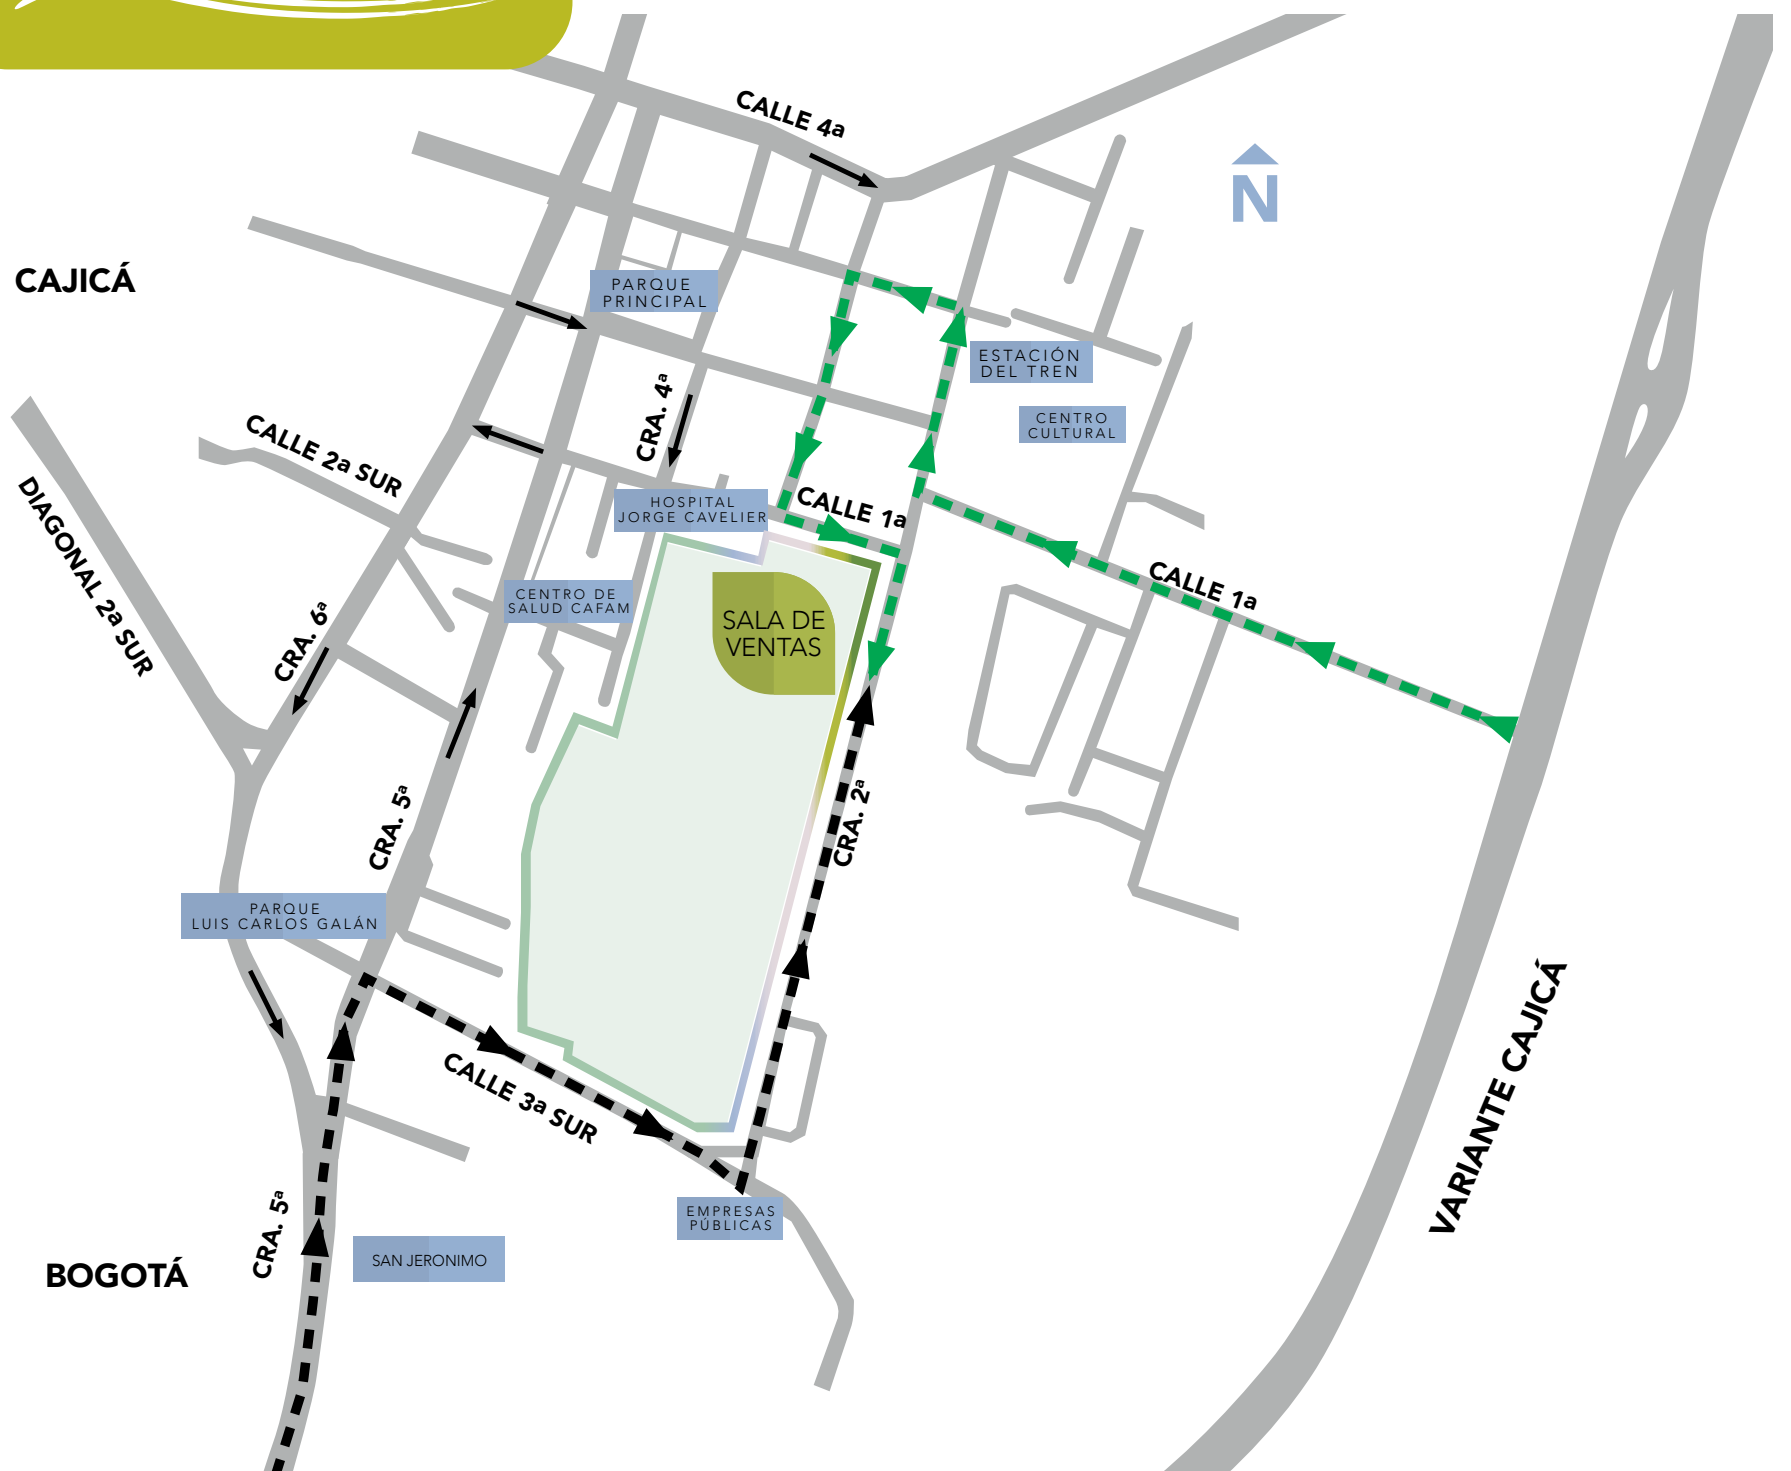 CALLE 4a
N
CAJICÁ
PARQUE
PRINCIPAL
ESTACIÓN
DEL TREN
CENTRO
CULTURAL
CRA. 4ª
CALLE 2a SUR
DIAGONAL 2a SUR
HOSPITAL
JORGE CAVELIER
CALLE 1a
CALLE 1a
CENTRO DE
SALUD CAFAM
SALA DE
VENTAS
CRA. 6ª
CRA. 5ª
CRA. 2ª
PARQUE
LUIS CARLOS GALÁN
CALLE 3ª SUR
VARIANTE CAJICÁ
EMPRESAS
PÚBLICAS
CRA. 5ª
SAN JERONIMO
BOGOTÁ